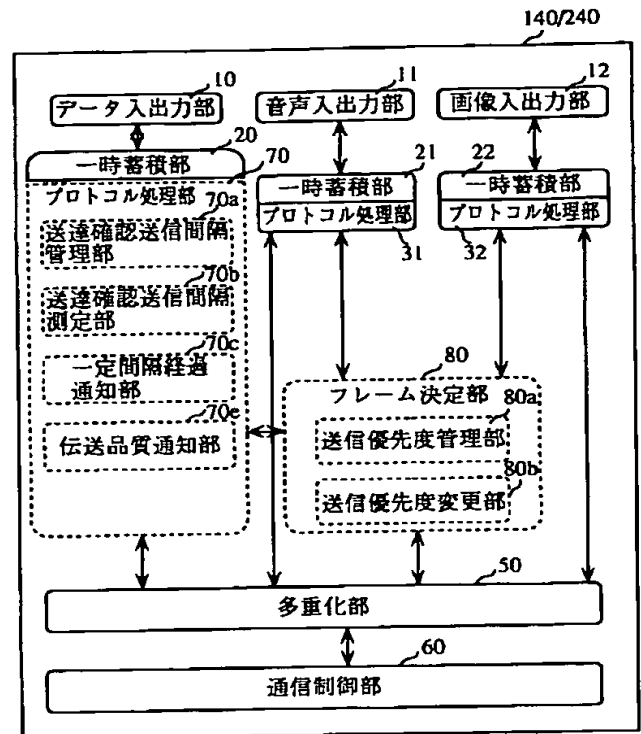 140/240
10
11
12
データ入出力部
音声入出力部
画像入出力部
20
一時蓄積部
70
21
22
一時蓄積部
一時蓄積部
プロトコル処理部
プロトコル処理部
プロトコル処理部
70a
送達確認送信間隔
管理部
31
32
70b
送達確認送信間隔
測定部
70c
一定間隔経過
通知部
80
フレーム決定部
80a
送信優先度管理部
70e
伝送品質通知部
80b
送信優先度変更部
50
多重化部
60
通信制御部